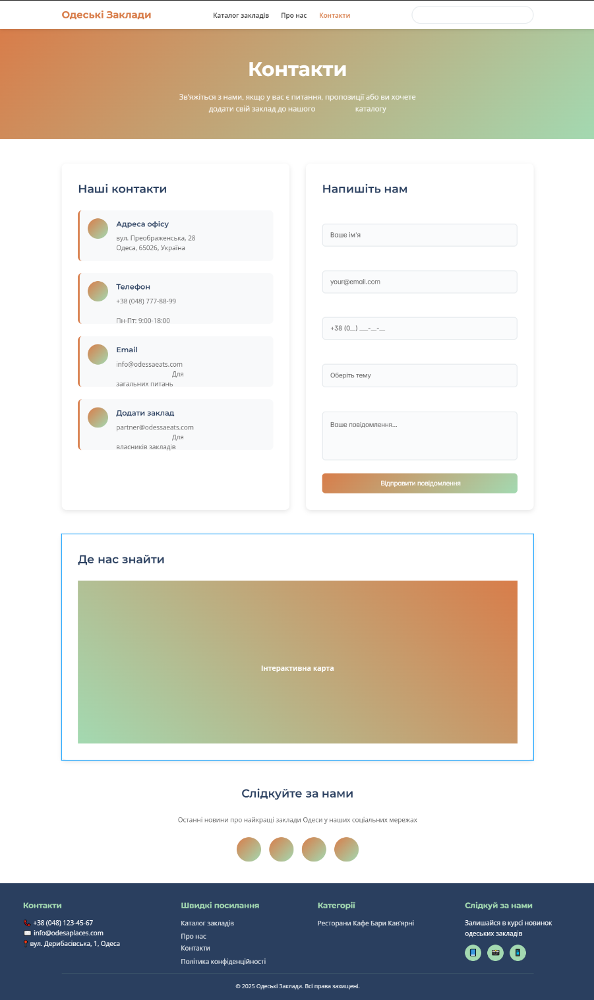 Одеські Заклади
Каталог закладів Про нас Контакти
Контакти
Зв'яжіться з нами, якщо у вас є питання, пропозиції або ви хочете
додати свій заклад до нашого каталогу
Наші контакти
Адреса офісу
вул. Преображенська, 28
Одеса, 65026, Україна
Телефон
+38 (048) 777-88-99
Пн-Пт: 9:00-18:00
Email
info@odessaeats.com
Для
загальних питань
Додати заклад
partner@odessaeats.com
Для
власників закладів
Напишіть нам
Ваше ім'я
your@email.com
+38 (0__) ___-__-__
Оберіть тему
Ваше повідомлення...
Відправити повідомлення
Де нас знайти
Інтерактивна карта
Слідкуйте за нами
Останні новини про найкращі заклади Одеси у наших соціальних мережах
Контакти
+38 (048) 123-45-67
info@odesaplaces.com
вул. Дерибасівська, 1, Одеса
Швидкі посилання
Каталог закладів
Про нас
Контакти
Політика конфіденційності
Категорії
Ресторани Кафе Бари Кав'ярні
Слідкуй за нами
Залишайся в курсі новинок
одеських закладів
© 2025 Одеські Заклади. Всі права захищені.